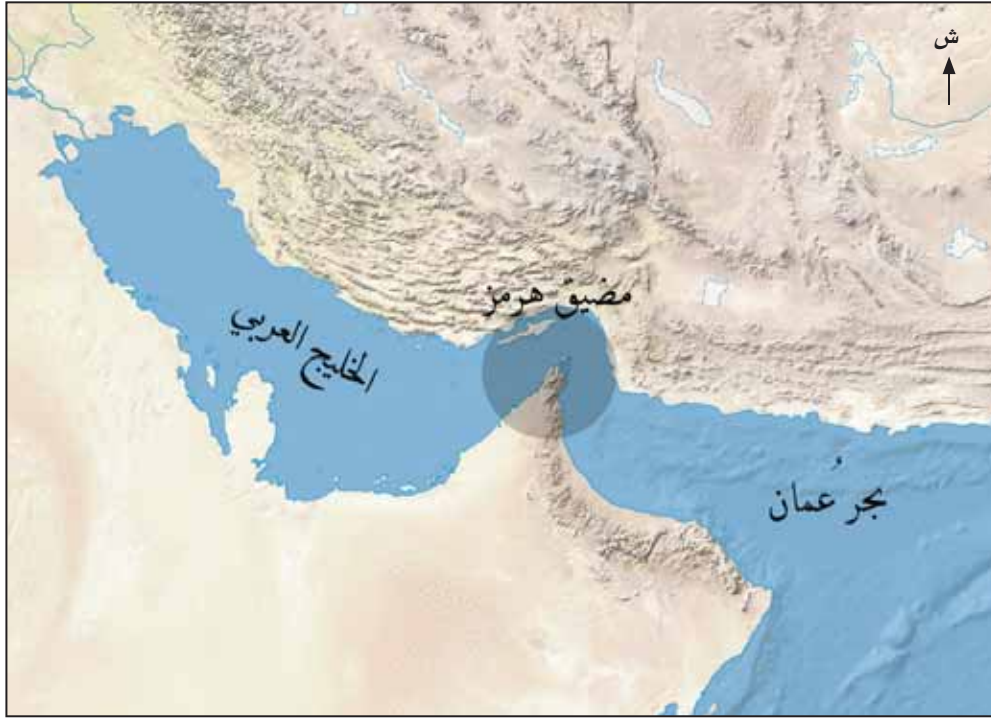 ش
مضيق هرمز
الخليج العربي
بحرُ عُمان